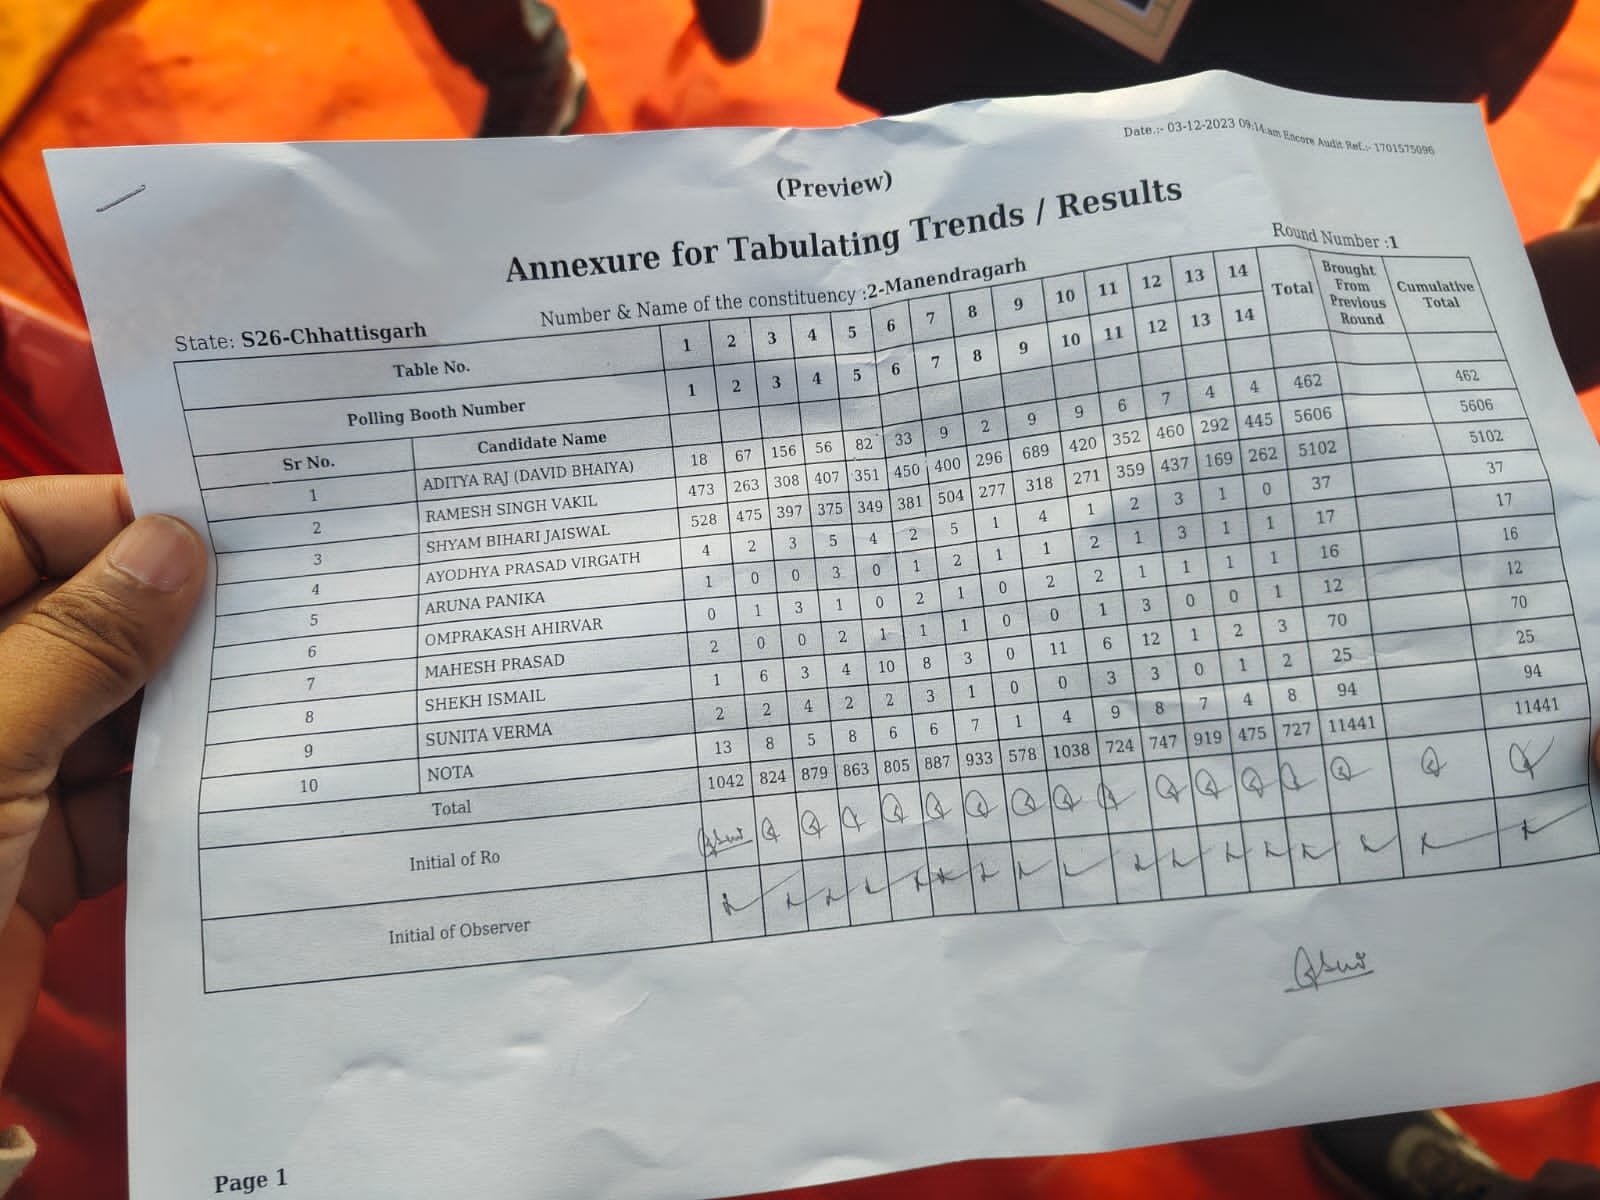 Date.:- 03-12-2023 09:14:am Encore Audit Ref.:- 1701575096
(Preview)
Annexure for Tabulating Trends / Results
Round Number :1
State: S26-Chhattisgarh Number & Name of the constituency :2-Manendragarh
Table No. 1 2 3 4 5 6 7 8 9 10 11 12 13 14 Total Brought From Previous Round Cumulative Total
Polling Booth Number 1 2 3 4 5 6 7 8 9 10 11 12 13 14
Sr No. Candidate Name
1 ADITYA RAJ (DAVID BHAIYA) 18 67 156 56 82 33 9 2 9 9 6 7 4 4 462 462
2 RAMESH SINGH VAKIL 473 263 308 407 351 450 400 296 689 420 352 460 292 445 5606 5606
3 SHYAM BIHARI JAISWAL 528 475 397 375 349 381 504 277 318 271 359 437 169 262 5102 5102
4 AYODHYA PRASAD VIRGATH 4 2 3 5 4 2 5 1 4 1 2 3 1 0 37 37
5 ARUNA PANIKA 1 0 0 3 0 1 2 1 1 2 1 3 1 1 17 17
6 OMPRAKASH AHIRVAR 0 1 3 1 0 2 1 0 2 2 1 1 1 1 16 16
7 MAHESH PRASAD 2 0 0 2 1 1 1 0 0 1 3 0 0 1 12 12
8 SHEKH ISMAIL 1 6 3 4 10 8 3 0 11 6 12 1 2 3 70 70
9 SUNITA VERMA 2 2 4 2 2 3 1 0 0 3 3 0 1 2 25 25
10 NOTA 13 8 5 8 6 6 7 1 4 9 8 7 4 8 94 94
Total 1042 824 879 863 805 887 933 578 1038 724 747 919 475 727 11441 11441
Initial of Ro
Initial of Observer
Page 1